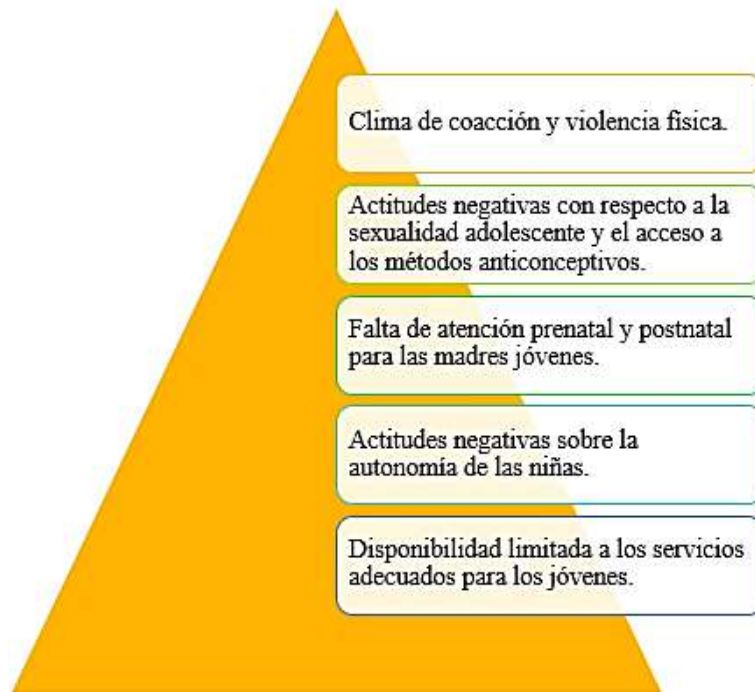 Clima de coacción y violencia física.
Actitudes negativas con respecto a la
sexualidad adolescente y el acceso a
los métodos anticonceptivos.
Falta de atención prenatal y postnatal
para las madres jóvenes.
Actitudes negativas sobre la
autonomía de las niñas.
Disponibilidad limitada a los servicios
adecuados para los jóvenes.